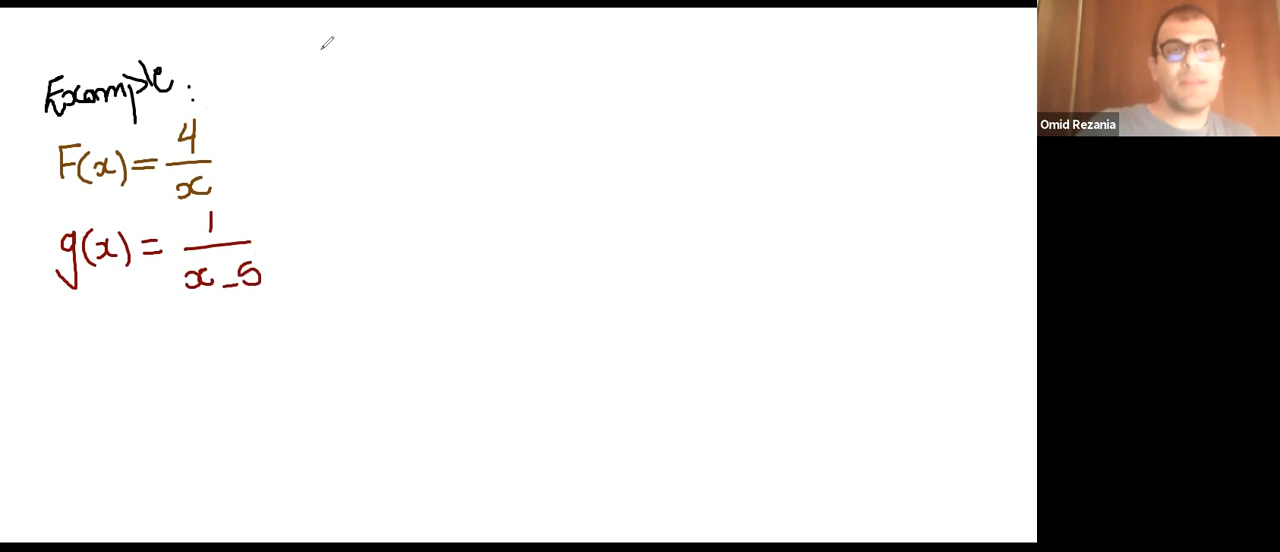 Example:
F(x) = 4/x
g(x) = 1/x-5
Omid Rezania